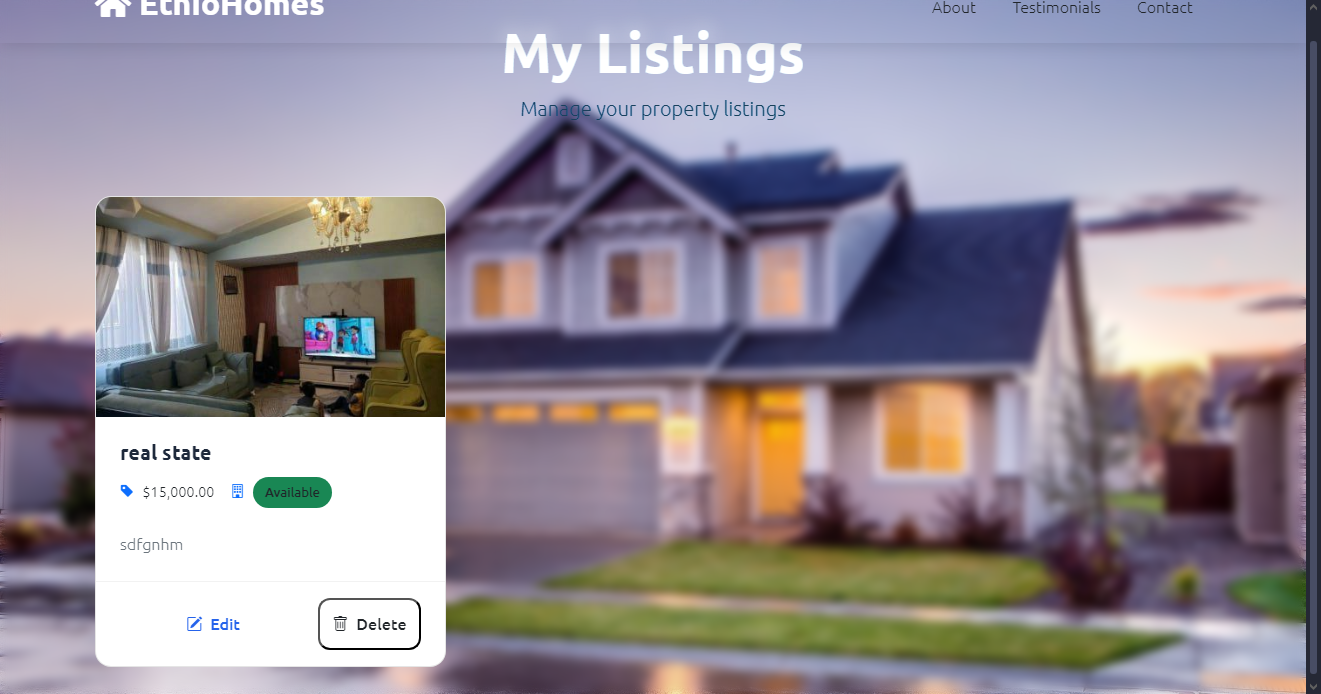 EthioHomes
About Testimonials Contact
My Listings
Manage your property listings
real state
$15,000.00 Available
sdfgnhm
Edit Delete